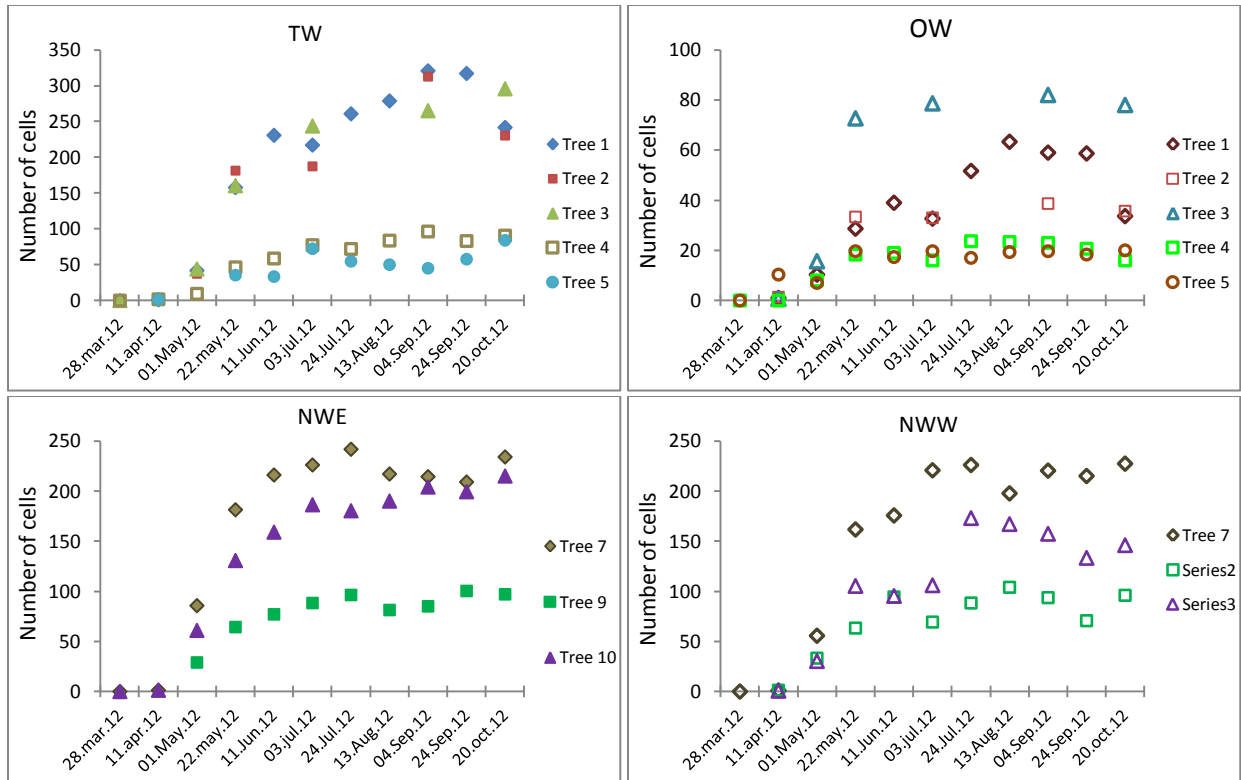 TW
Number of cells
350
300
250
200
150
100
50
0
28.mar.12
11.apr.12
01.May.12
22.may.12
11.Jun.12
03.jul.12
24.Jul.12
13.Aug.12
04.Sep.12
24.Sep.12
20.oct.12
Tree 1
Tree 2
Tree 3
Tree 4
Tree 5
OW
Number of cells
100
80
60
40
20
0
28.mar.12
11.apr.12
01.May.12
22.may.12
11.Jun.12
03.jul.12
24.Jul.12
13.Aug.12
04.Sep.12
24.Sep.12
20.oct.12
Tree 1
Tree 2
Tree 3
Tree 4
Tree 5
NWE
Number of cells
250
200
150
100
50
0
28.mar.12
11.apr.12
01.May.12
22.may.12
11.Jun.12
03.jul.12
24.Jul.12
13.Aug.12
04.Sep.12
24.Sep.12
20.oct.12
Tree 7
Tree 9
Tree 10
NWW
Number of cells
250
200
150
100
50
0
28.mar.12
11.apr.12
01.May.12
22.may.12
11.Jun.12
03.jul.12
24.Jul.12
13.Aug.12
04.Sep.12
24.Sep.12
20.oct.12
Tree 7
Series2
Series3